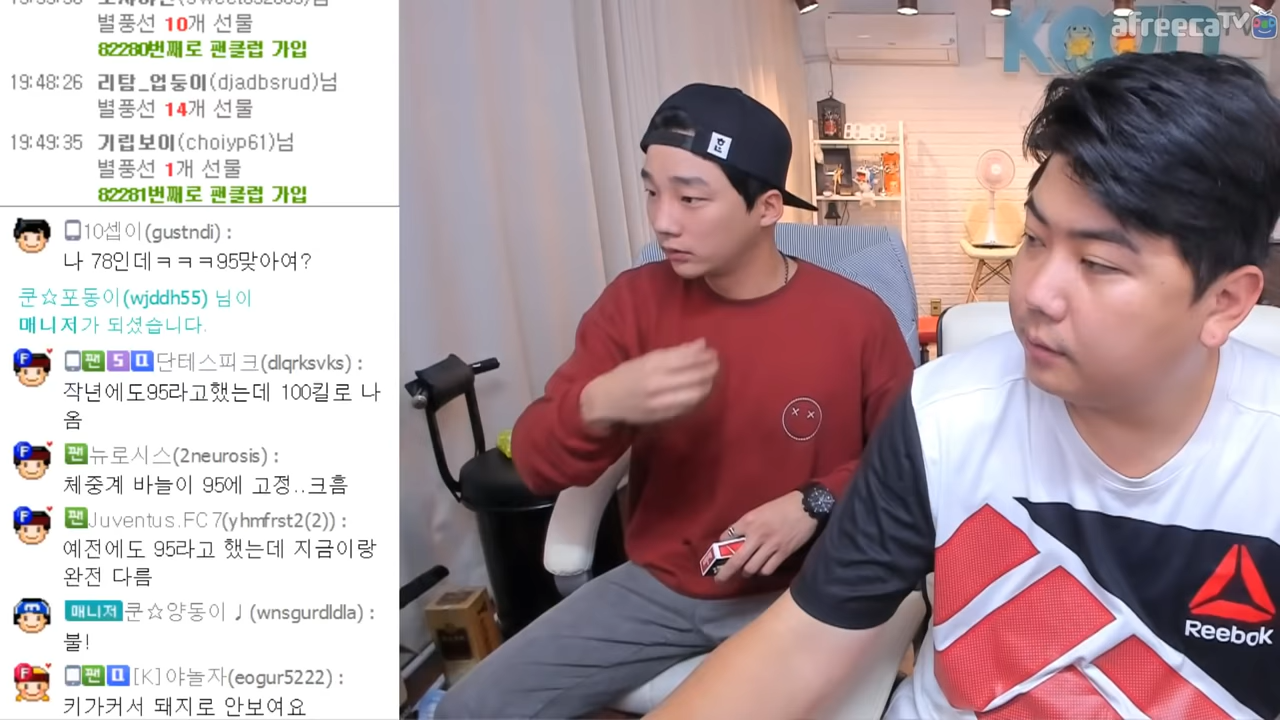 별풍선 10개 선물
82280번째로 팬클럽 가입
19:48:26 리탐_업둥이(djadbsrud)님
별풍선 14개 선물
19:49:35 기립보이(choiyp61)님
별풍선 1개 선물
82281번째로 팬클럽 가입
10셉이(gustndi) :
나 78인데ㅋㅋㅋ95맞아여?
쿤☆포동이(wjddh55) 님이
매니저가 되셨습니다.
팬 5 단테스피크(dlqrksvks) :
작년에도95라고했는데 100킬로 나
옴
팬 뉴로시스(2neurosis) :
체중계 바늘이 95에 고정..크흠
팬 Juventus.FC7(yhmfrst2(2)) :
예전에도 95라고 했는데 지금이랑
완전 다름
매니저 쿤☆양동이♩(wnsgurdldla) :
불!
팬 [K]야놀자(eogur5222) :
키가커서 돼지로 안보여요
afreecaTV
Reebok